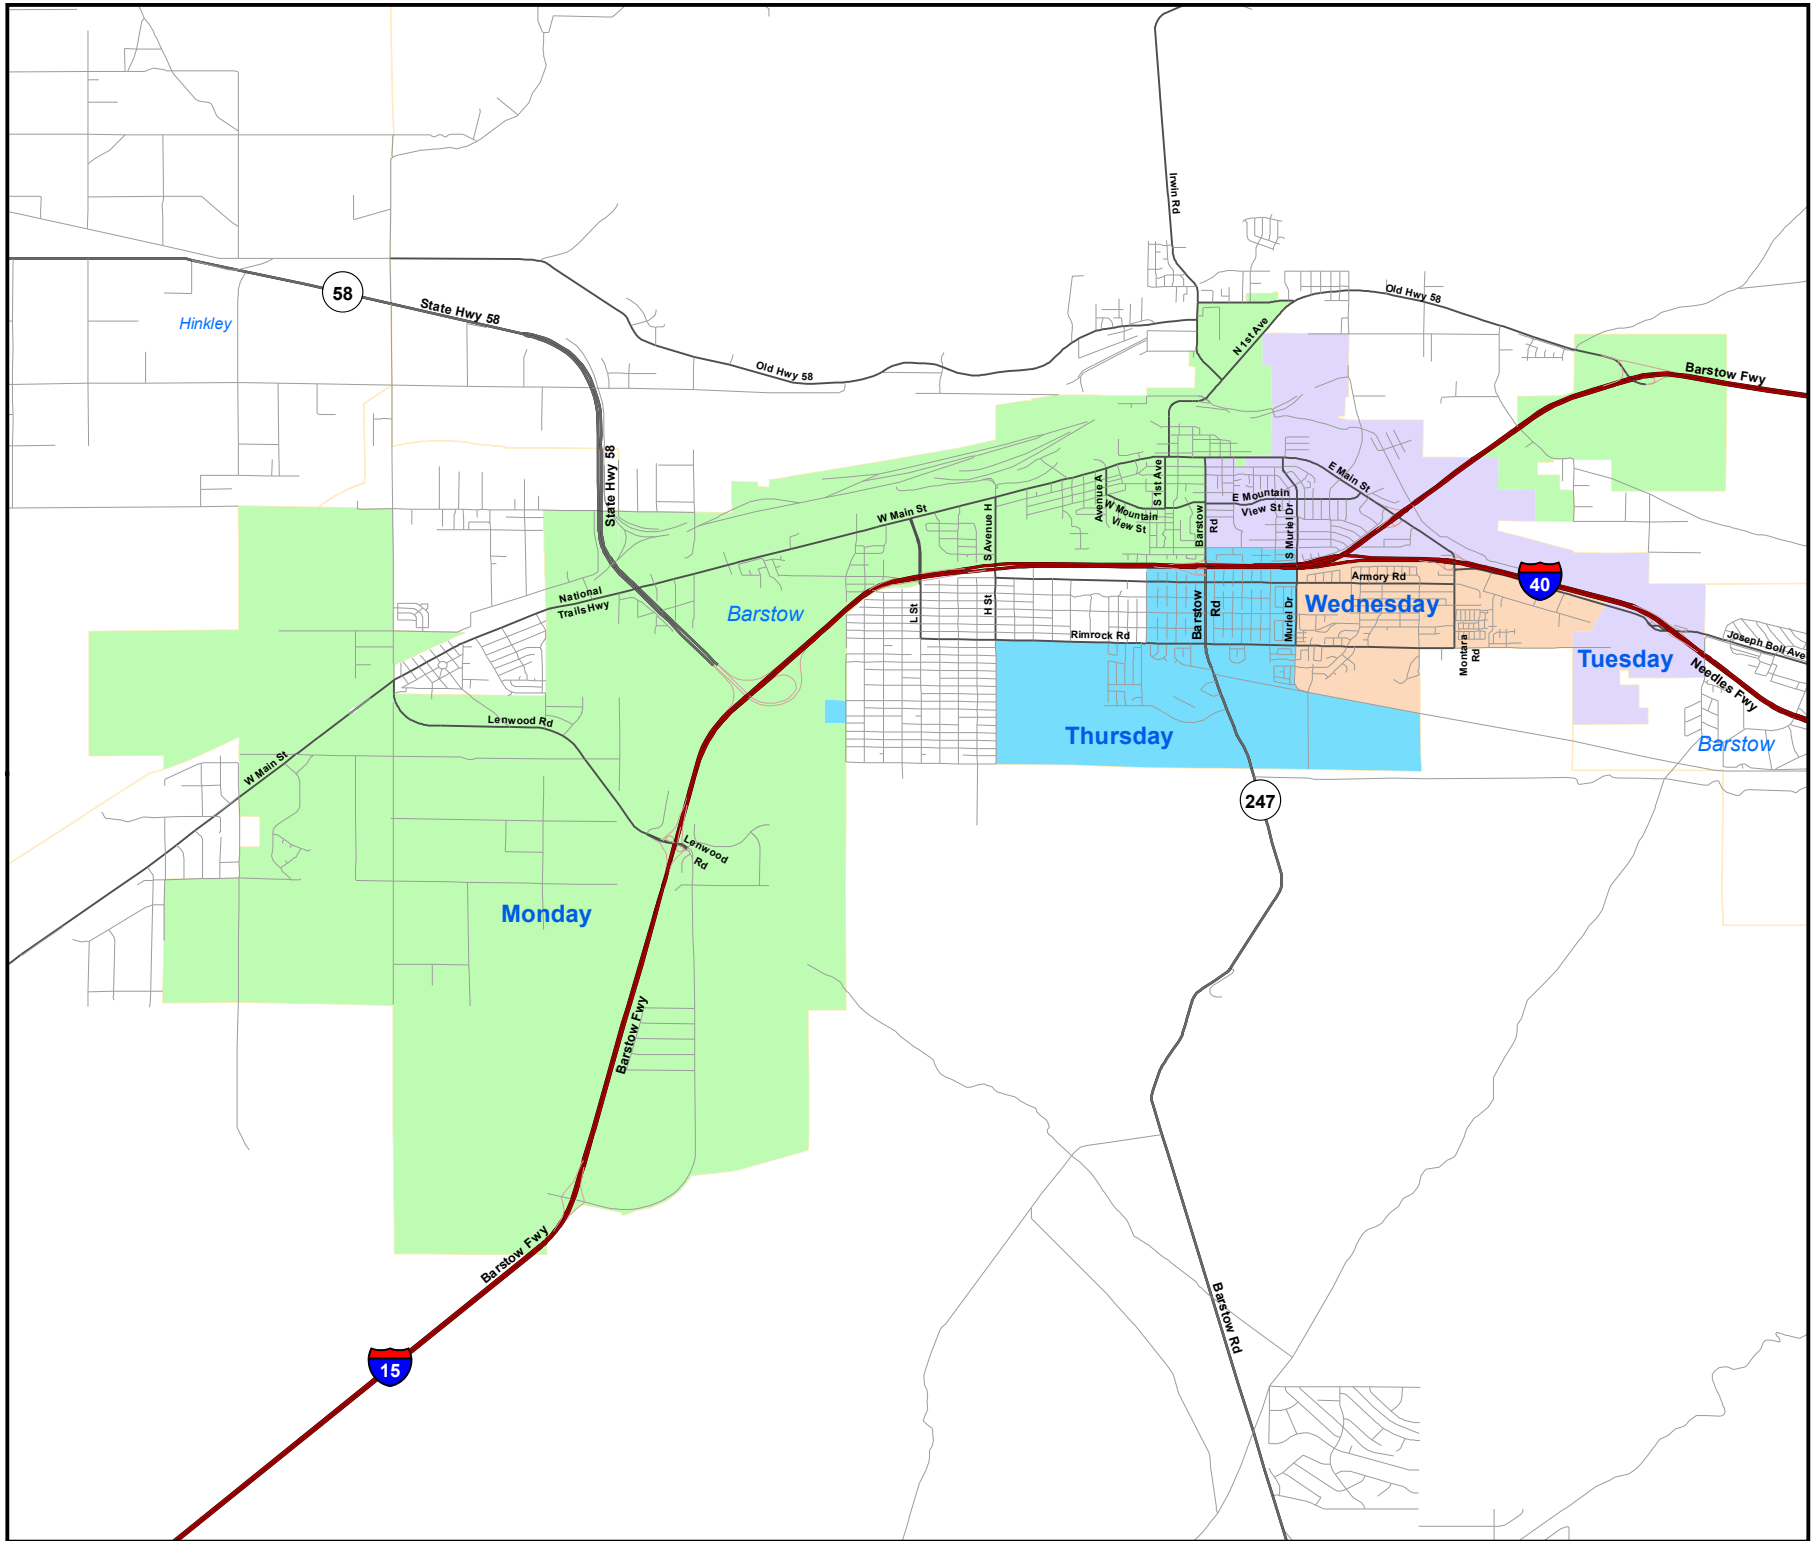 Irwin Rd
58
State Hwy 58
Old Hwy 58
Hinkley
N 1st Ave
Old Hwy 58
Barstow Fwy
State Hwy 58
W Main St
S Avenue H
Avenue A
S 1st Ave
W Mountain
View St
Barstow
Rd
E Mountain
View St
S Muriel Dr
E Main St
National
Trails Hwy
Barstow
L St
H St
Rimrock Rd
Barstow
Rd
Muriel Dr
Armory Rd
Wednesday
40
Montara
Rd
Tuesday
Joseph Boll Ave
Needles Fwy
Barstow
Lenwood Rd
W Main St
Thursday
247
Lenwood
Rd
Monday
Barstow Fwy
Barstow Fwy
15
Barstow Rd